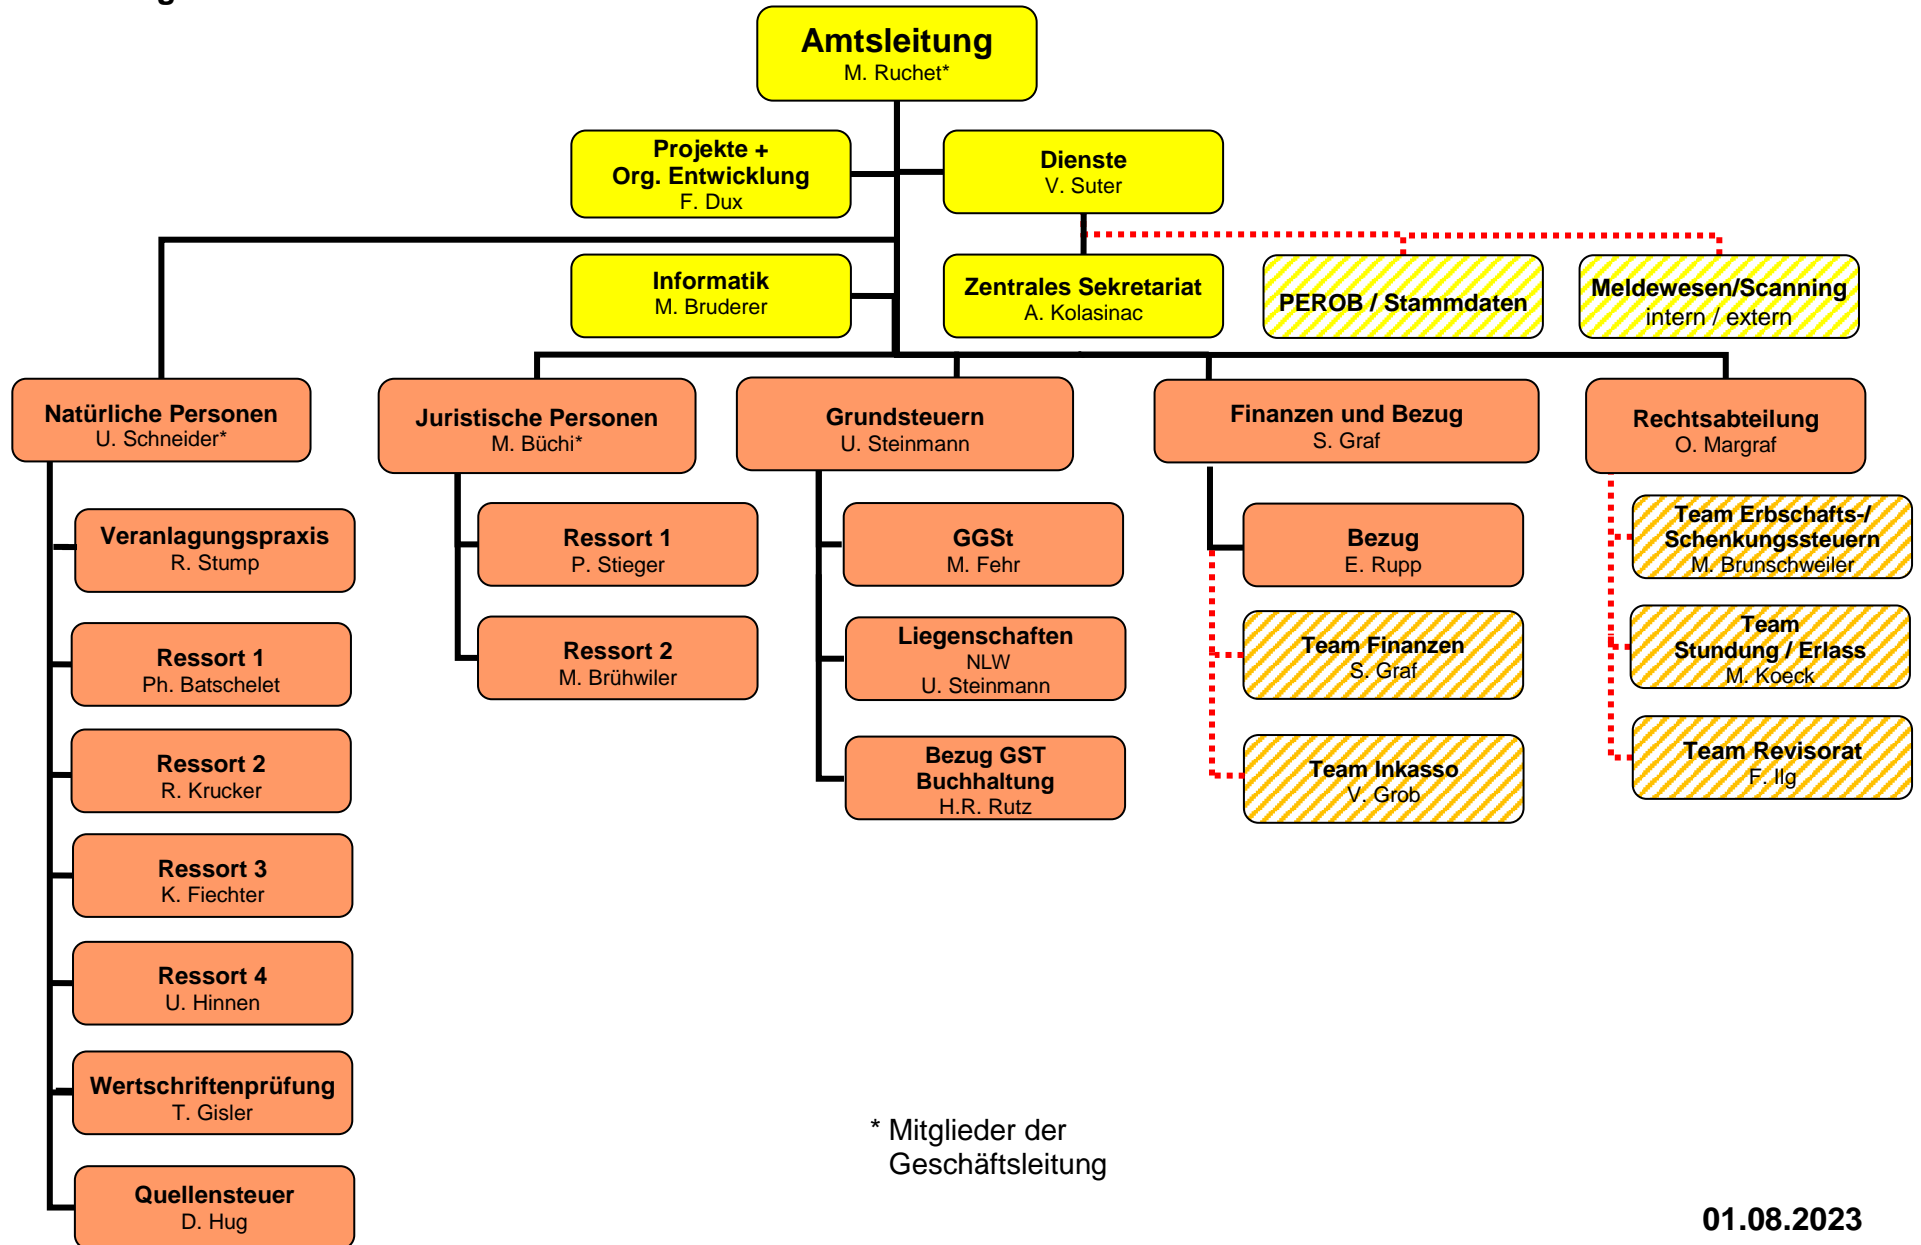 Amtsleitung
M. Ruchet*
Projekte +
Org. Entwicklung
F. Dux
Dienste
V. Suter
Informatik
M. Bruderer
Zentrales Sekretariat
A. Kolasinac
PEROB / Stammdaten
Meldewesen/Scanning
intern / extern
Natürliche Personen
U. Schneider*
Juristische Personen
M. Büchi*
Grundsteuern
U. Steinmann
Finanzen und Bezug
S. Graf
Rechtsabteilung
O. Margraf
Veranlagungspraxis
R. Stump
Ressort 1
Ph. Batschelet
Ressort 2
R. Krucker
Ressort 3
K. Fiechter
Ressort 4
U. Hinnen
Wertschriftenprüfung
T. Gisler
Quellensteuer
D. Hug
Ressort 1
P. Stieger
Ressort 2
M. Brühwiler
GGSt
M. Fehr
Liegenschaften
NLW
U. Steinmann
Bezug GST
Buchhaltung
H.R. Rutz
Bezug
E. Rupp
Team Finanzen
S. Graf
Team Inkasso
V. Grob
Team Erbschafts-/
Schenkungssteuern
M. Brunschweiler
Team
Stundung / Erlass
M. Koeck
Team Revisorat
F. Ilg
* Mitglieder der
Geschäftsleitung
01.08.2023